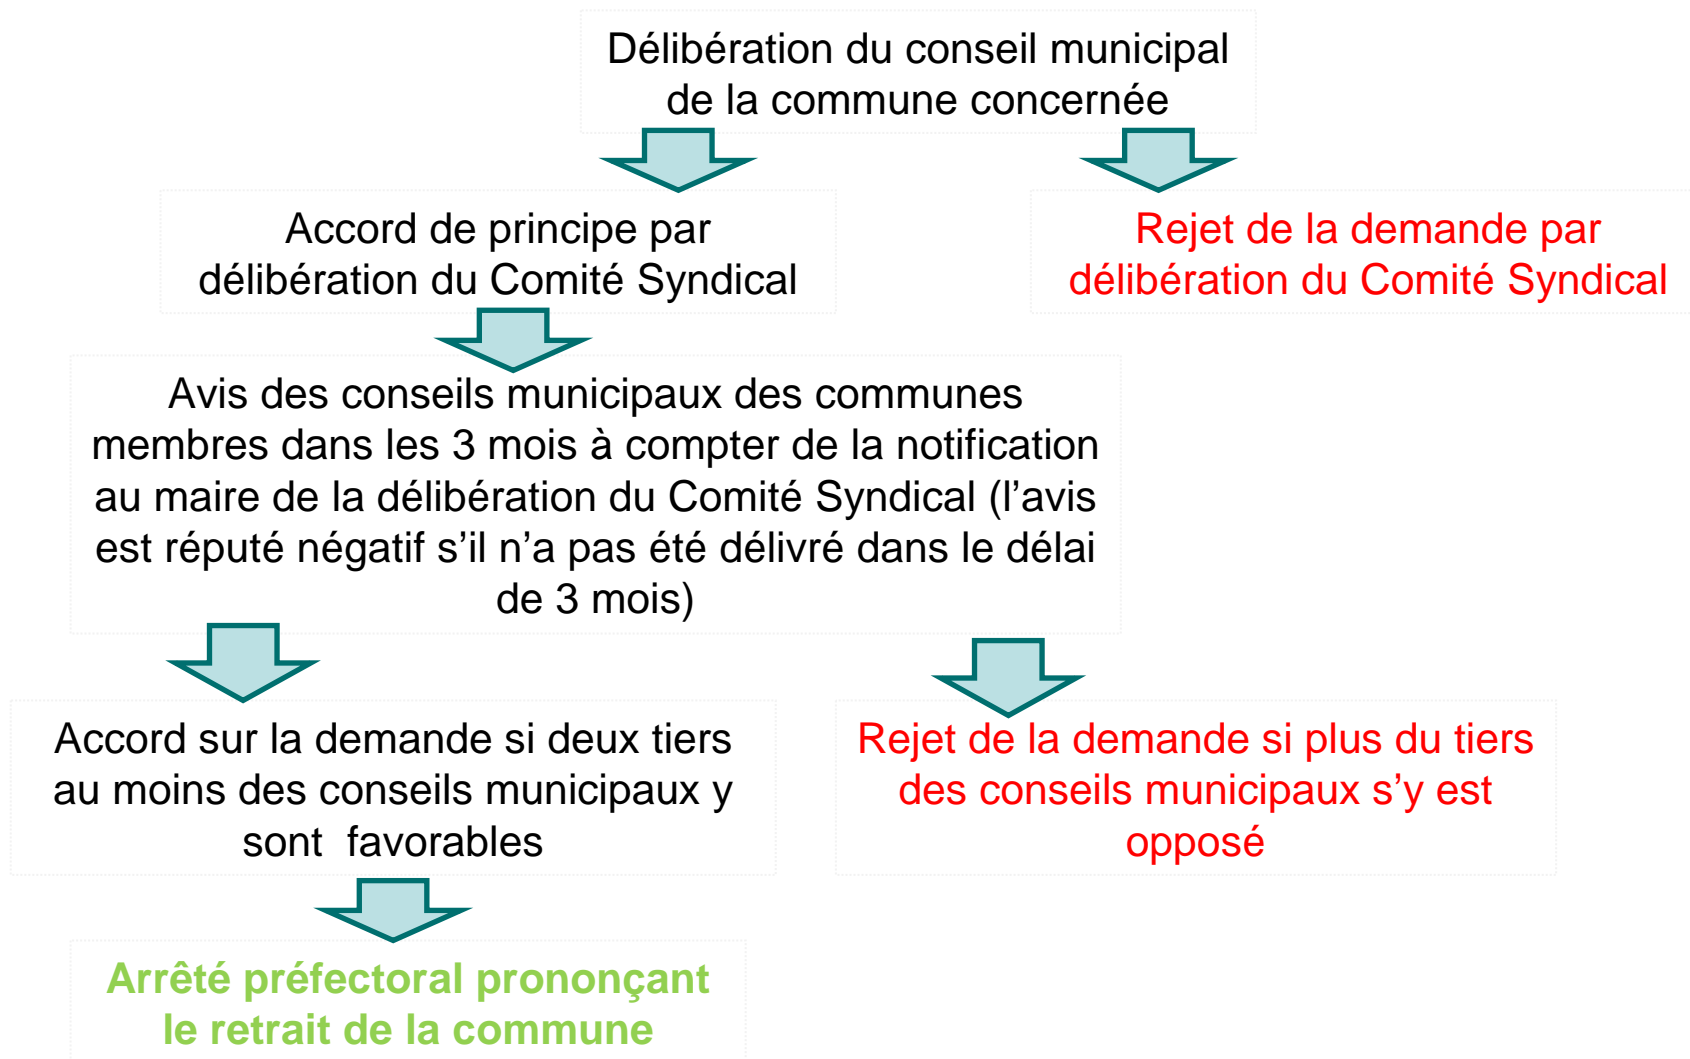 Délibération du conseil municipal
de la commune concernée
Accord de principe par
délibération du Comité Syndical
Rejet de la demande par
délibération du Comité Syndical
Avis des conseils municipaux des communes
membres dans les 3 mois à compter de la notification
au maire de la délibération du Comité Syndical (l’avis
est réputé négatif s’il n’a pas été délivré dans le délai
de 3 mois)
Accord sur la demande si deux tiers
au moins des conseils municipaux y
sont  favorables
Rejet de la demande si plus du tiers
des conseils municipaux s’y est
opposé
Arrêté préfectoral prononçant
le retrait de la commune